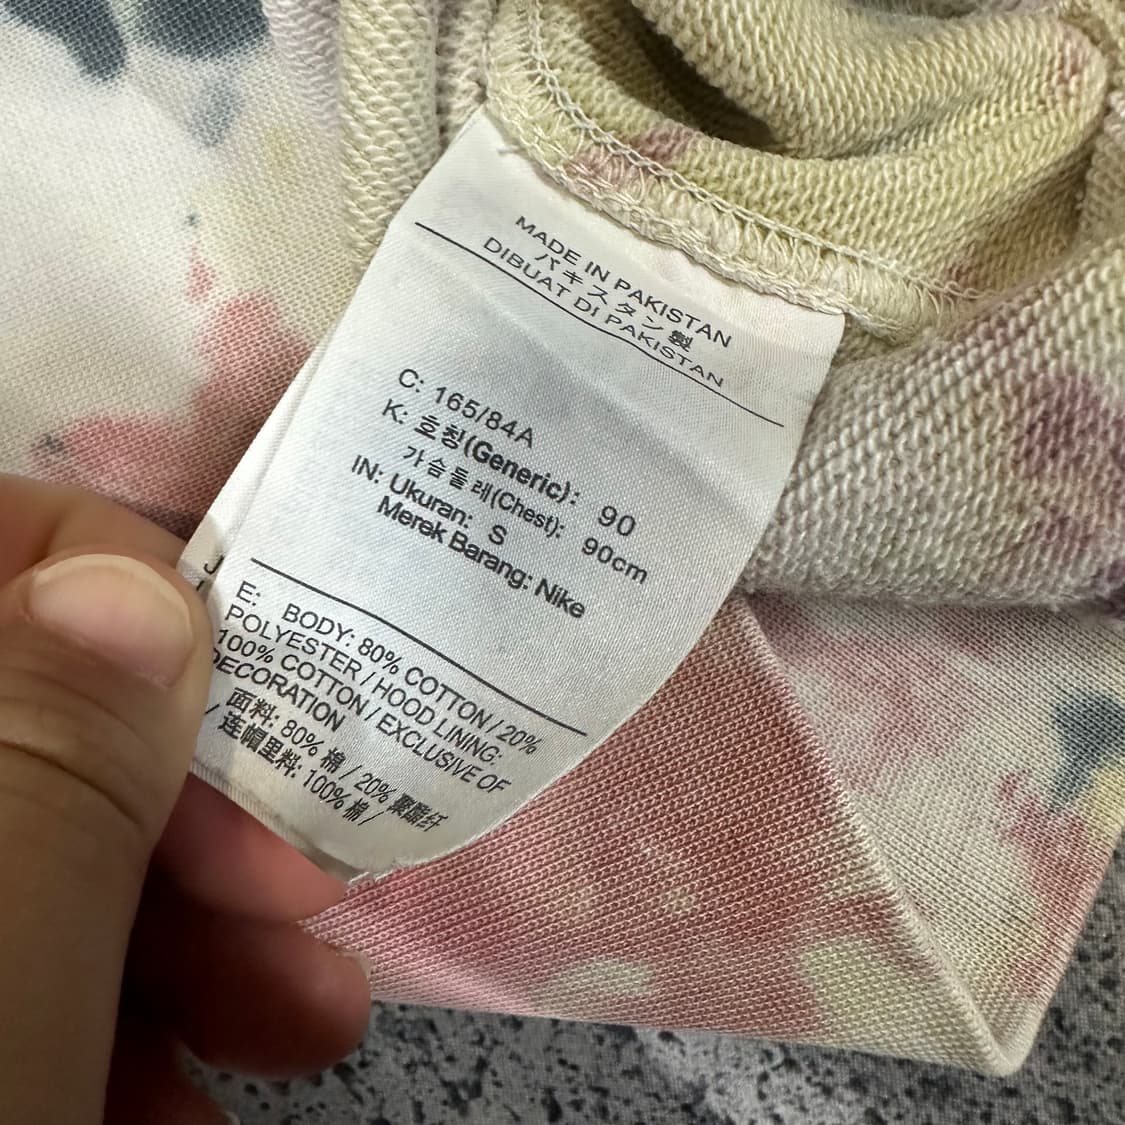 MADE IN PAKISTAN
パキスタン製
DIBUAT DI PAKISTAN
C: 165/84A
K: 호칭(Generic): 90
가슴둘레(Chest): 90cm
IN: Ukuran: S
Merek Barang: Nike
E: BODY: 80% COTTON / 20%
POLYESTER / HOOD LINING:
100% COTTON / EXCLUSIVE OF
DECORATION
面料: 80% 棉 / 20% 聚酯纤
/ 连帽里料: 100% 棉 /